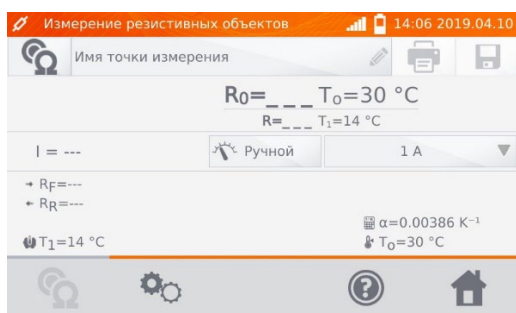 Измерение резистивных объектов 14:06 2019.04.10
Имя точки измерения
R₀=_ _ _ T₀=30 °C
R=_ _ _ T₁=14 °C
I = --- Ручной 1 A
→ RF=---
← RR=---
α=0.00386 K⁻¹
T₁=14 °C T₀=30 °C